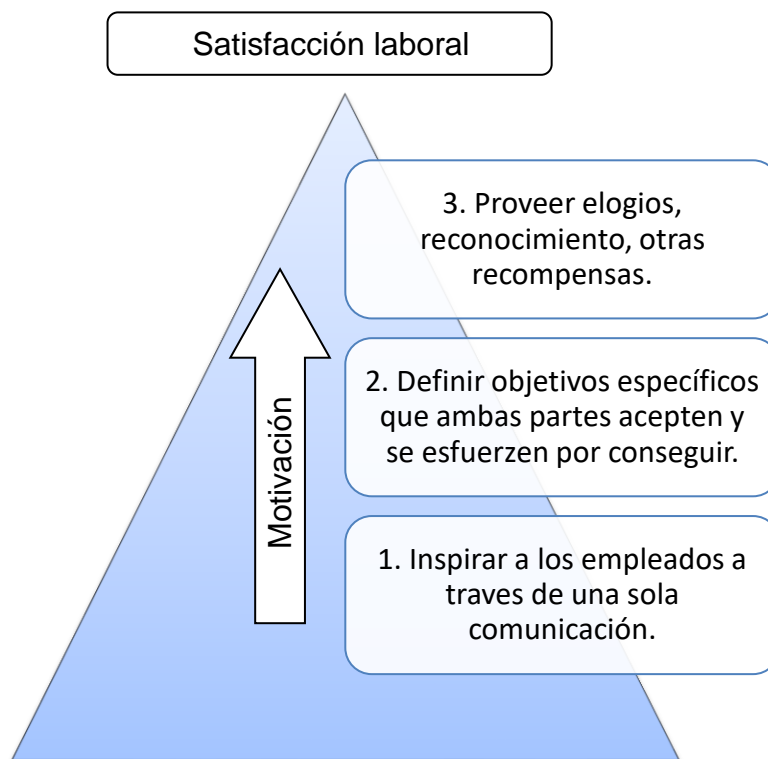 Satisfacción laboral
3. Proveer elogios,
reconocimiento, otras
recompensas.
2. Definir objetivos específicos
que ambas partes acepten y
se esfuerzen por conseguir.
1. Inspirar a los empleados a
traves de una sola
comunicación.
Motivación